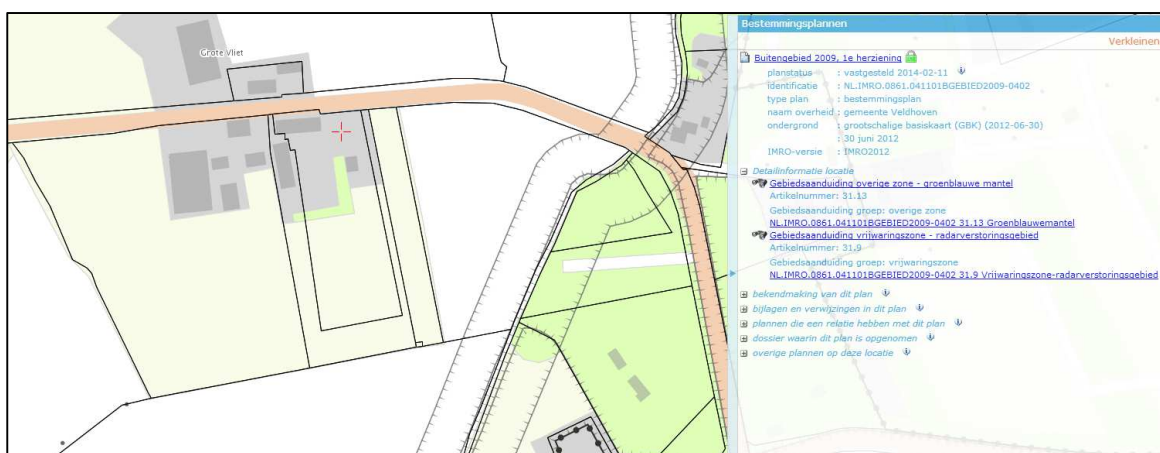 Grote Vliet
Bestemmingsplannen
Verkleinen
Buitengebied 2009, 1e herziening
planstatus : vastgesteld 2014-02-11
identificatie : NL.IMRO.0861.041101BGEBIED2009-0402
type plan : bestemmingsplan
naam overheid : gemeente Veldhoven
ondergrond : grootschalige basiskaart (GBK) (2012-06-30)
: 30 juni 2012
IMRO-versie : IMRO2012
Detailinformatie locatie
Gebiedsaanduiding overige zone - groenblauwe mantel
Artikelnummer: 31.13
Gebiedsaanduiding groep: overige zone
NL.IMRO.0861.041101BGEBIED2009-0402 31.13 Groenblauwemantel
Gebiedsaanduiding vrijwaringszone - radarverstoringsgebied
Artikelnummer: 31.9
Gebiedsaanduiding groep: vrijwaringszone
NL.IMRO.0861.041101BGEBIED2009-0402 31.9 Vrijwaringszone-radarverstoringsgebied
bekendmaking van dit plan
bijlagen en verwijzingen in dit plan
plannen die een relatie hebben met dit plan
dossier waarin dit plan is opgenomen
overige plannen op deze locatie